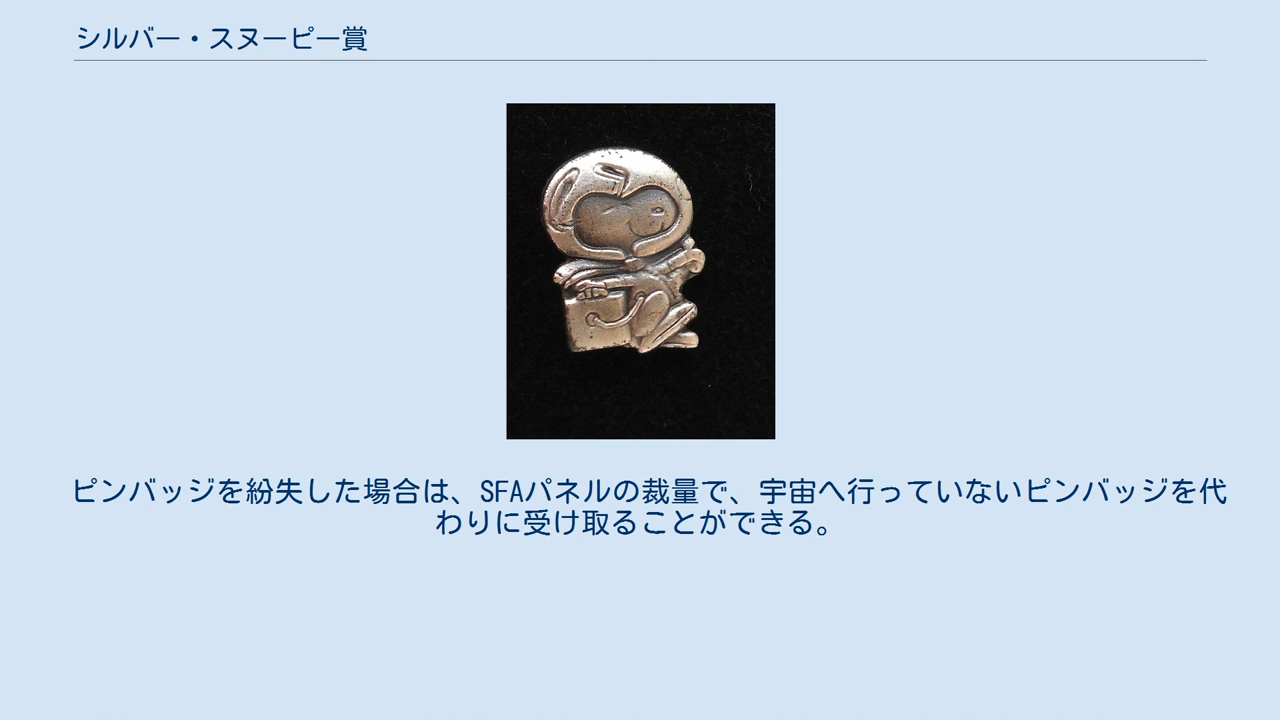 シルバー・スヌーピー賞
ピンバッジを紛失した場合は、SFAパネルの裁量で、宇宙へ行っていないピンバッジを代
わりに受け取ることができる。